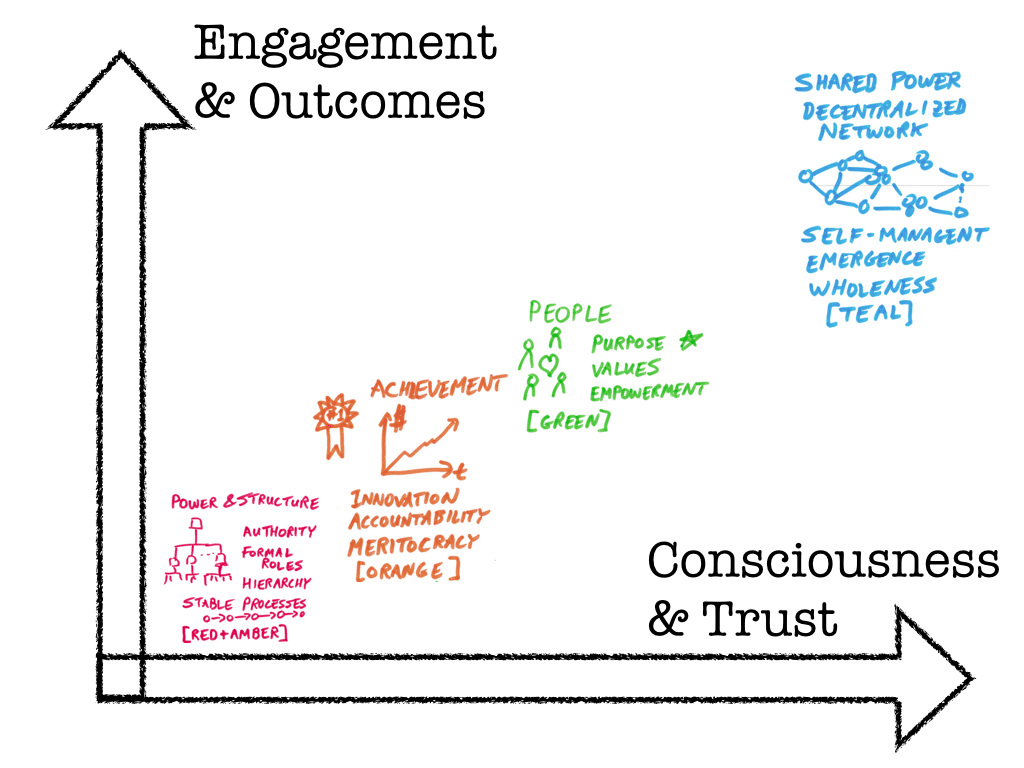 Engagement
& Outcomes
SHARED POWER
DECENTRALIZED
NETWORK
SELF-MANAGENT
EMERGENCE
WHOLENESS
[TEAL]
PEOPLE
PURPOSE
VALUES
EMPOWERMENT
[GREEN]
ACHIEVEMENT
#1
$
t
INNOVATION
ACCOUNTABILITY
MERITOCRACY
[ORANGE]
POWER & STRUCTURE
AUTHORITY
FORMAL
ROLES
HIERARCHY
STABLE PROCESSES
[RED+AMBER]
Consciousness
& Trust